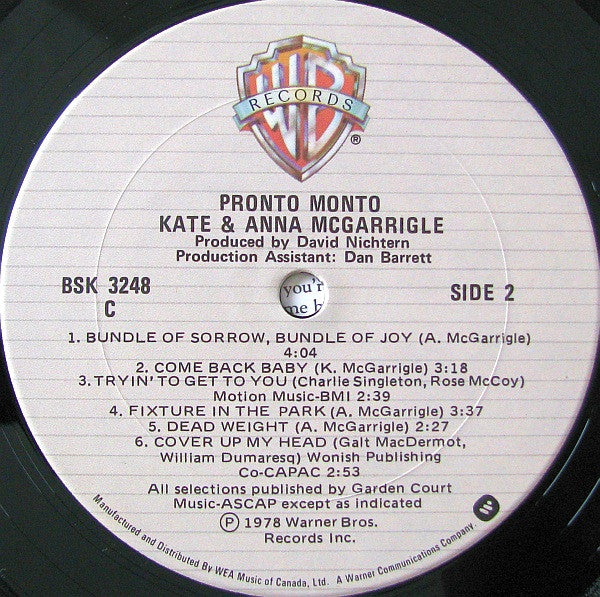 WB
RECORDS
®
PRONTO MONTO
KATE & ANNA MCGARRIGLE
Produced by David Nichtern
Production Assistant: Dan Barrett
BSK 3248
C
you'r
me b
SIDE 2
1. BUNDLE OF SORROW, BUNDLE OF JOY (A. McGarrigle)
4:04
2. COME BACK BABY (K. McGarrigle) 3:18
3. TRYIN' TO GET TO YOU (Charlie Singleton, Rose McCoy)
Motion Music-BMI 2:39
4. FIXTURE IN THE PARK (A. McGarrigle) 3:37
5. DEAD WEIGHT (A. McGarrigle) 2:27
6. COVER UP MY HEAD (Galt MacDermot,
William Dumaresq) Wonish Publishing
Co-CAPAC 2:53
All selections published by Garden Court
Music-ASCAP except as indicated
Ⓟ 1978 Warner Bros.
Records Inc.
Manufactured and Distributed By WEA Music of Canada, Ltd. A Warner Communications Company.